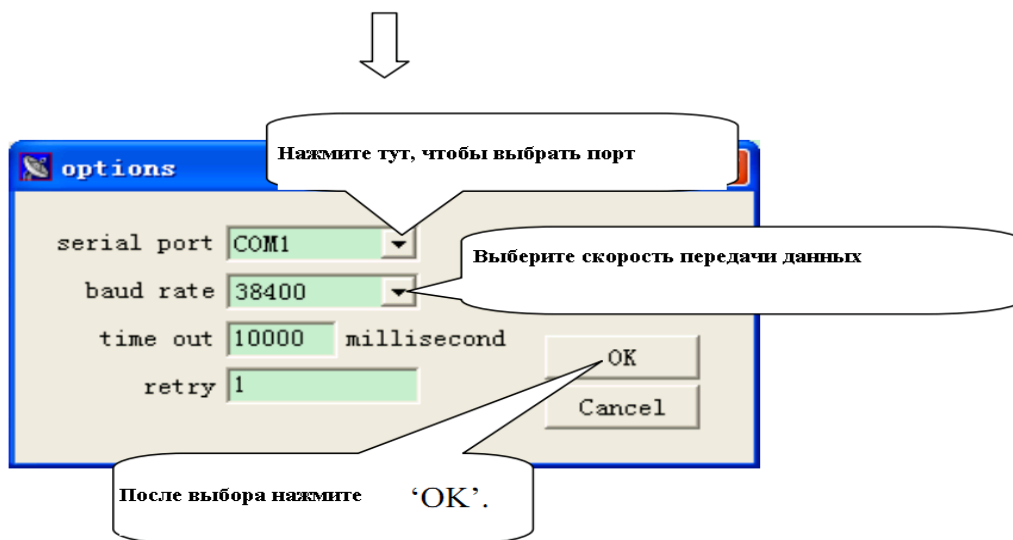 Нажмите тут, чтобы выбрать порт
options
serial port COM1
Выберите скорость передачи данных
baud rate 38400
time out 10000 millisecond
OK
retry 1
Cancel
После выбора нажмите ‘OK’.